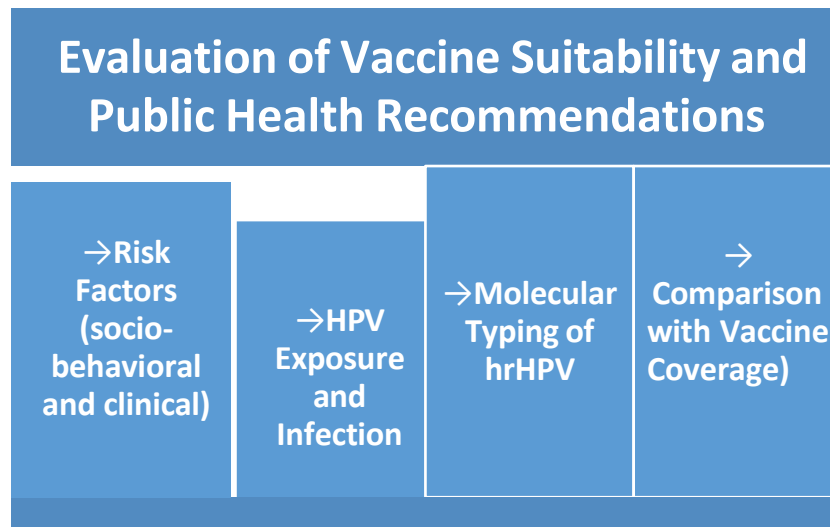 Evaluation of Vaccine Suitability and
Public Health Recommendations
→Risk
Factors
(socio-
behavioral
and clinical)
→HPV
Exposure
and
Infection
→Molecular
Typing of
hrHPV
→
Comparison
with Vaccine
Coverage)